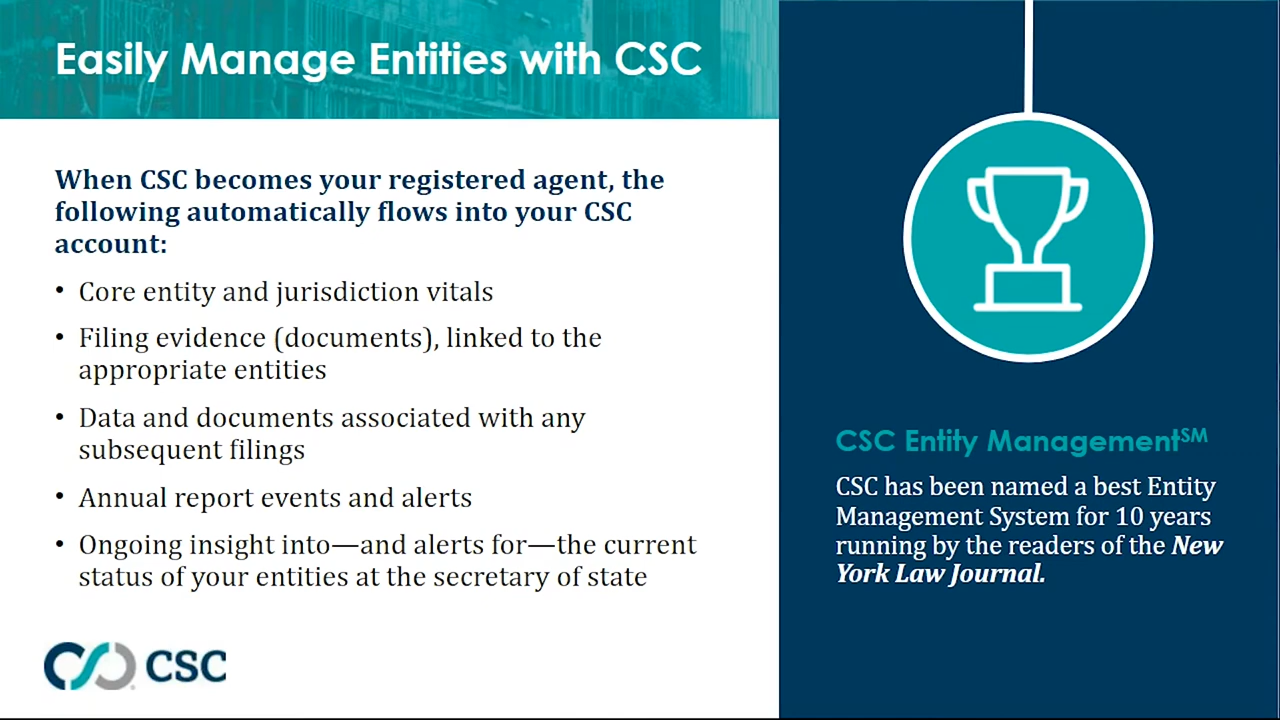 Easily Manage Entities with CSC
When CSC becomes your registered agent, the
following automatically flows into your CSC
account:
• Core entity and jurisdiction vitals
• Filing evidence (documents), linked to the
appropriate entities
• Data and documents associated with any
subsequent filings
• Annual report events and alerts
• Ongoing insight into—and alerts for—the current
status of your entities at the secretary of state
CSC
CSC Entity Management℠
CSC has been named a best Entity
Management System for 10 years
running by the readers of the New
York Law Journal.